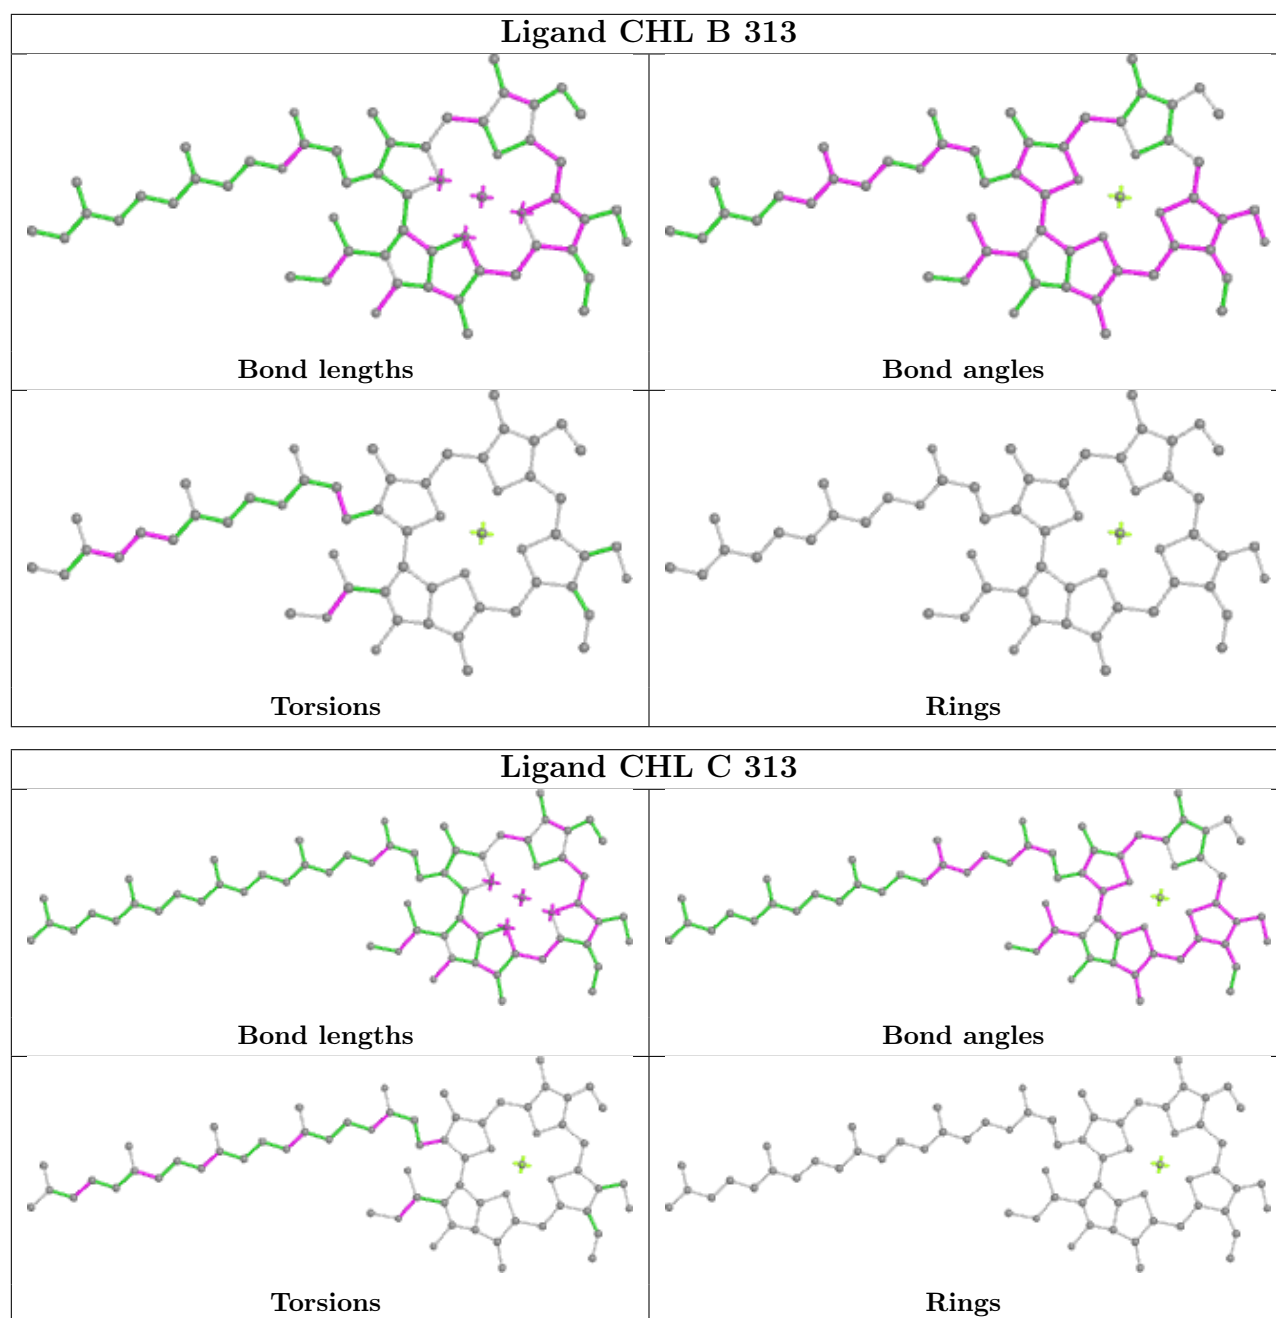 Ligand CHL B 313
Bond lengths
Bond angles
Torsions
Rings
Ligand CHL C 313
Bond lengths
Bond angles
Torsions
Rings